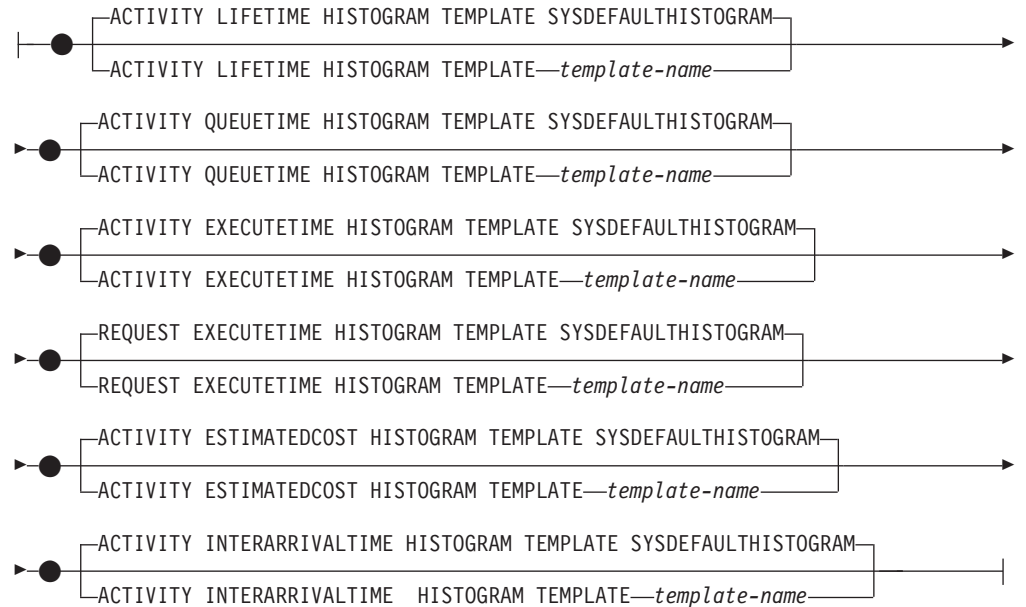 ACTIVITY LIFETIME HISTOGRAM TEMPLATE SYSDEFAULTHISTOGRAM
ACTIVITY LIFETIME HISTOGRAM TEMPLATE template-name
ACTIVITY QUEUETIME HISTOGRAM TEMPLATE SYSDEFAULTHISTOGRAM
ACTIVITY QUEUETIME HISTOGRAM TEMPLATE template-name
ACTIVITY EXECUTETIME HISTOGRAM TEMPLATE SYSDEFAULTHISTOGRAM
ACTIVITY EXECUTETIME HISTOGRAM TEMPLATE template-name
REQUEST EXECUTETIME HISTOGRAM TEMPLATE SYSDEFAULTHISTOGRAM
REQUEST EXECUTETIME HISTOGRAM TEMPLATE template-name
ACTIVITY ESTIMATEDCOST HISTOGRAM TEMPLATE SYSDEFAULTHISTOGRAM
ACTIVITY ESTIMATEDCOST HISTOGRAM TEMPLATE template-name
ACTIVITY INTERARRIVALTIME HISTOGRAM TEMPLATE SYSDEFAULTHISTOGRAM
ACTIVITY INTERARRIVALTIME HISTOGRAM TEMPLATE template-name